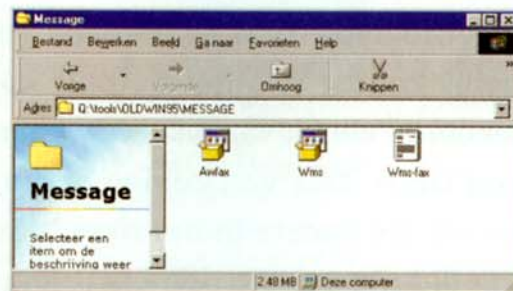 Message
Bestand Bewerken Beeld Ga naar Favorieten Help
Vorige Volgende Omhoog Knippen »
Adres Q:\tools\OLDWIN95\MESSAGE
Awfax Wms Wms-fax
Message
Selecteer een
item om de
beschrijving weer
2.48 MB Deze computer